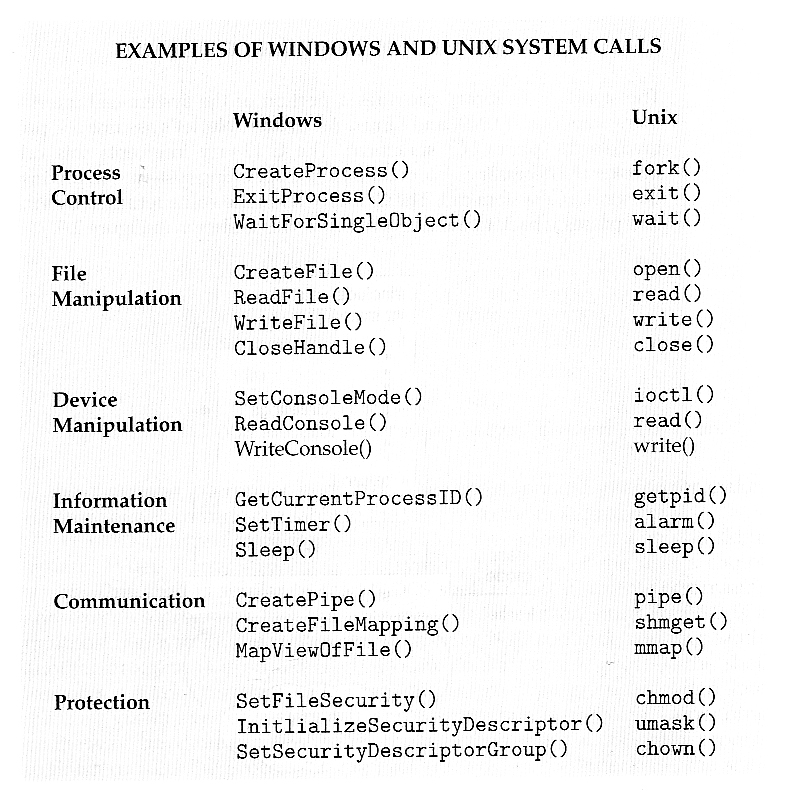 EXAMPLES OF WINDOWS AND UNIX SYSTEM CALLS
Windows Unix
Process CreateProcess() fork()
Control ExitProcess() exit()
WaitForSingleObject() wait()
File CreateFile() open()
Manipulation ReadFile() read()
WriteFile() write()
CloseHandle() close()
Device SetConsoleMode() ioctl()
Manipulation ReadConsole() read()
WriteConsole() write()
Information GetCurrentProcessID() getpid()
Maintenance SetTimer() alarm()
Sleep() sleep()
Communication CreatePipe() pipe()
CreateFileMapping() shmget()
MapViewOfFile() mmap()
Protection SetFileSecurity() chmod()
InitlializeSecurityDescriptor() umask()
SetSecurityDescriptorGroup() chown()